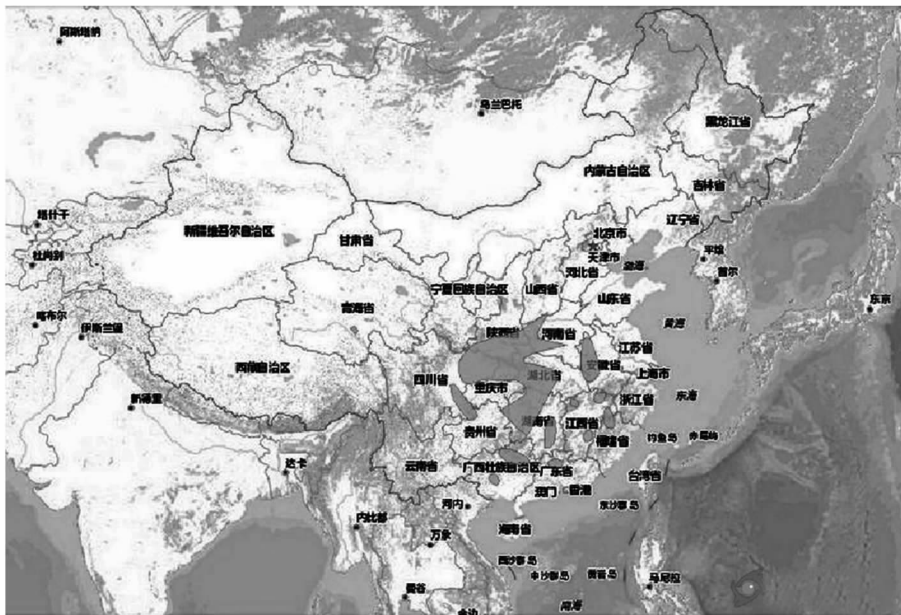 阿斯塔纳
乌兰巴托
黑龙江省
内蒙古自治区
吉林省
塔什干
新疆维吾尔自治区
甘肃省
北京市
辽宁省
平壤
杜尚别
天津市
渤海
首尔
河北省
宁夏回族自治区
山西省
山东省
青海省
喀布尔
伊斯兰堡
陕西省
河南省
黄海
东京
江苏省
西藏自治区
四川省
重庆市
湖北省
安徽省
上海市
新德里
浙江省
东海
贵州省
湖南省
江西省
福建省
钓鱼岛
赤尾屿
达卡
云南省
广西壮族自治区
广东省
台湾省
澳门
香港
河内
东沙群岛
内比都
万象
海南省
西沙群岛
中沙群岛
黄岩岛
马尼拉
曼谷
南海
金边